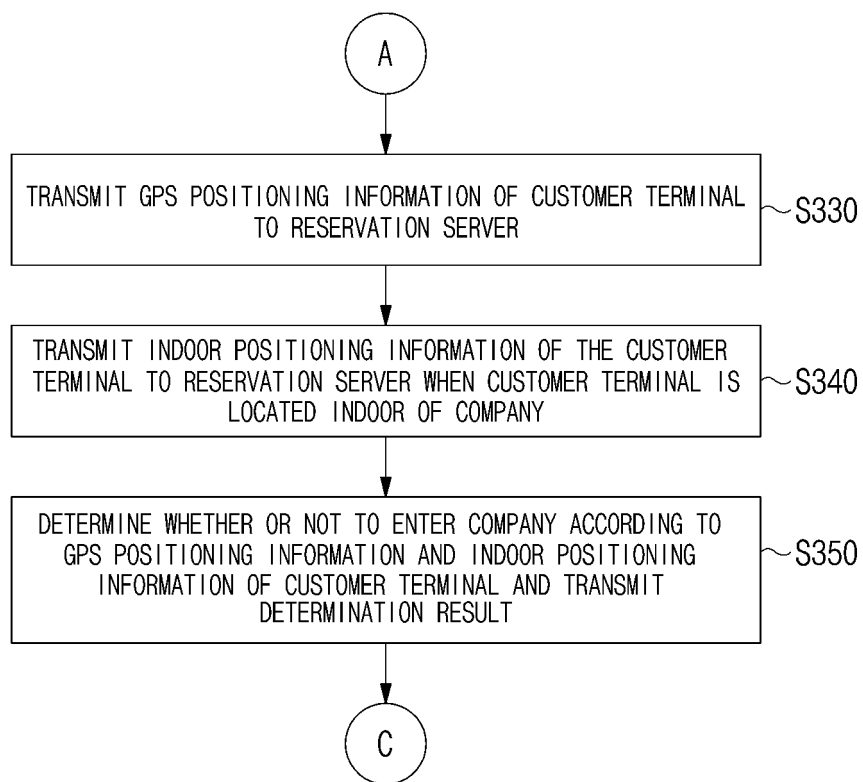 A
TRANSMIT GPS POSITIONING INFORMATION OF CUSTOMER TERMINAL
TO RESERVATION SERVER
S330
TRANSMIT INDOOR POSITIONING INFORMATION OF THE CUSTOMER
TERMINAL TO RESERVATION SERVER WHEN CUSTOMER TERMINAL IS
LOCATED INDOOR OF COMPANY
S340
DETERMINE WHETHER OR NOT TO ENTER COMPANY ACCORDING TO
GPS POSITIONING INFORMATION AND INDOOR POSITIONING
INFORMATION OF CUSTOMER TERMINAL AND TRANSMIT
DETERMINATION RESULT
S350
C